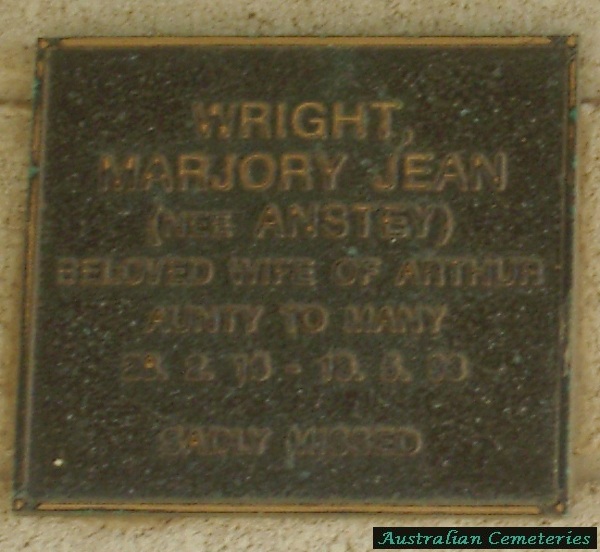 WRIGHT,
MARJORY JEAN
(NEE ANSTEY)
BELOVED WIFE OF ARTHUR
AUNTY TO MANY
SADLY MISSED
Australian Cemeteries